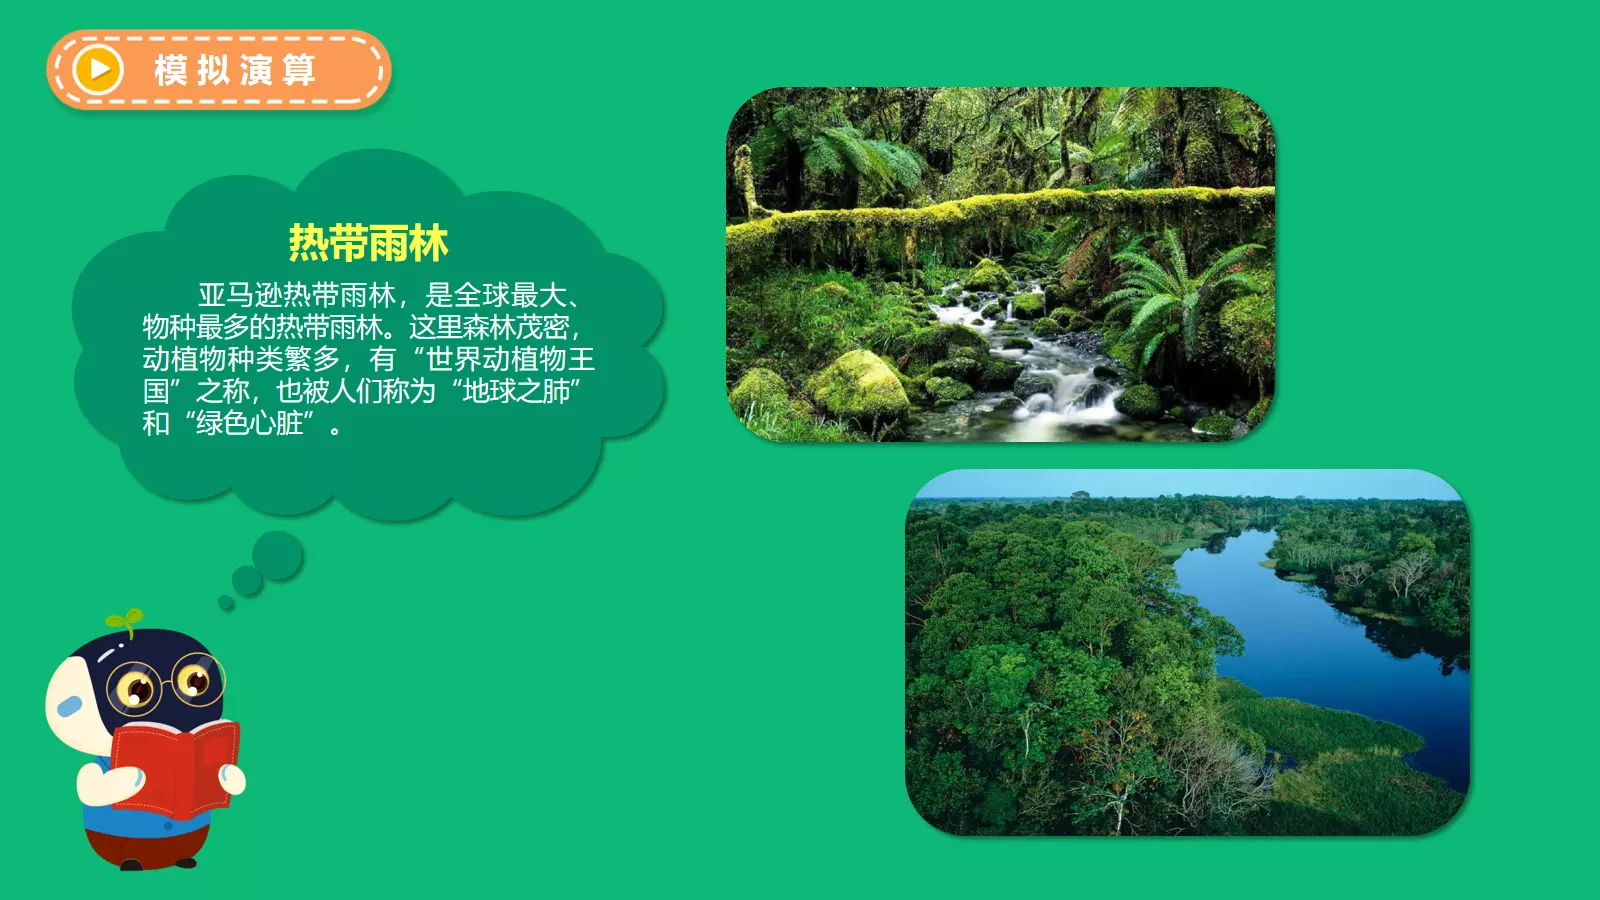 模拟演算
热带雨林
亚马逊热带雨林，是全球最大、
物种最多的热带雨林。这里森林茂密，
动植物种类繁多，有“世界动植物王
国”之称，也被人们称为“地球之肺”
和“绿色心脏”。